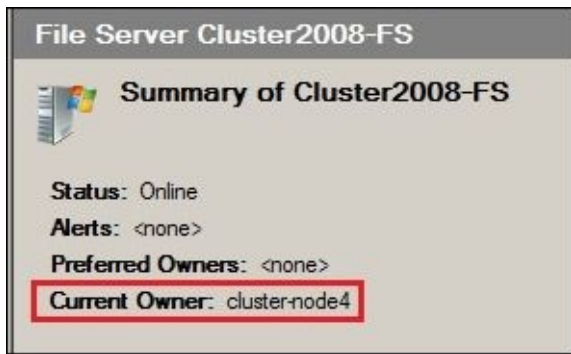 File Server Cluster2008-FS
Summary of Cluster2008-FS
Status: Online
Alerts: <none>
Preferred Owners: <none>
Current Owner: cluster-node4